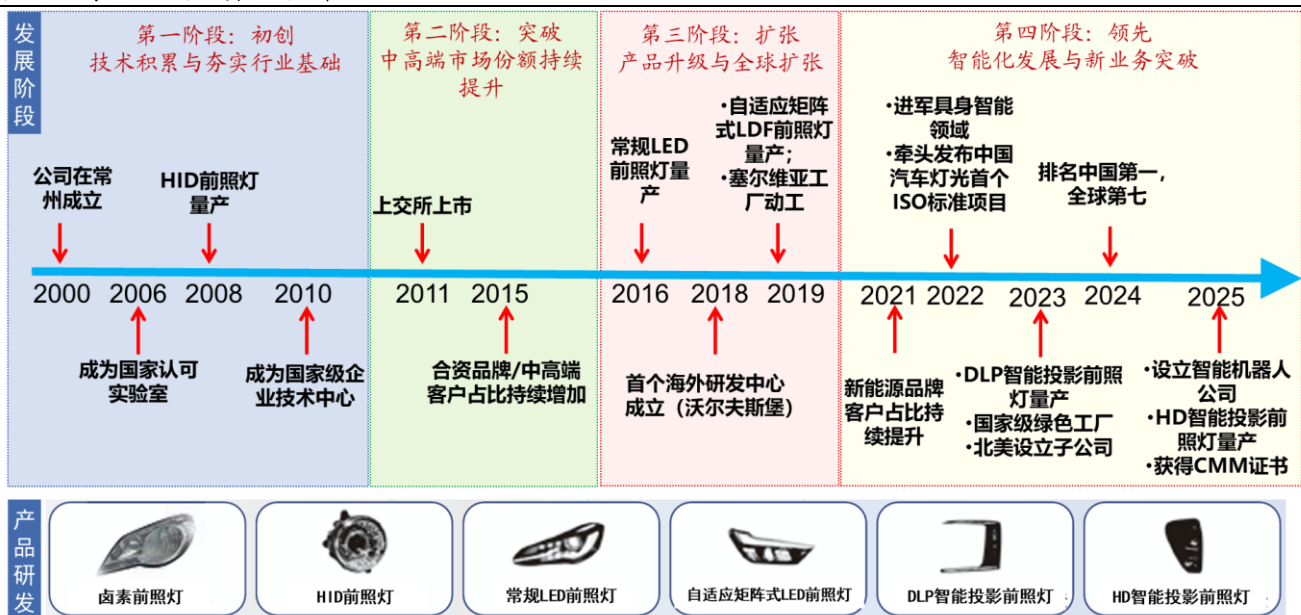 发展阶段
第一阶段：初创
技术积累与夯实行业基础
第二阶段：突破
中高端市场份额持续
提升
第三阶段：扩张
产品升级与全球扩张
第四阶段：领先
智能化发展与新业务突破
公司在常
州成立
HID前照灯
量产
上交所上市
常规LED
前照灯量
产
•自适应矩阵
式LDF前照灯
量产；
•塞尔维亚工
厂动工
•进军具身智能
领域
•牵头发布中国
汽车灯光首个
ISO标准项目
排名中国第一，
全球第七
2000 2006 2008 2010 2011 2015 2016 2018 2019 2021 2022 2023 2024 2025
成为国家认可
实验室
成为国家级企
业技术中心
合资品牌/中高端
客户占比持续增加
首个海外研发中心
成立（沃尔夫斯堡）
新能源品牌
客户占比持
续提升
•DLP智能投影前照
灯量产
•国家级绿色工厂
•北美设立子公司
•设立智能机器人
公司
•HD智能投影前
照灯量产
•获得CMM证书
产品研发
卤素前照灯
HID前照灯
常规LED前照灯
自适应矩阵式LED前照灯
DLP智能投影前照灯
HD智能投影前照灯